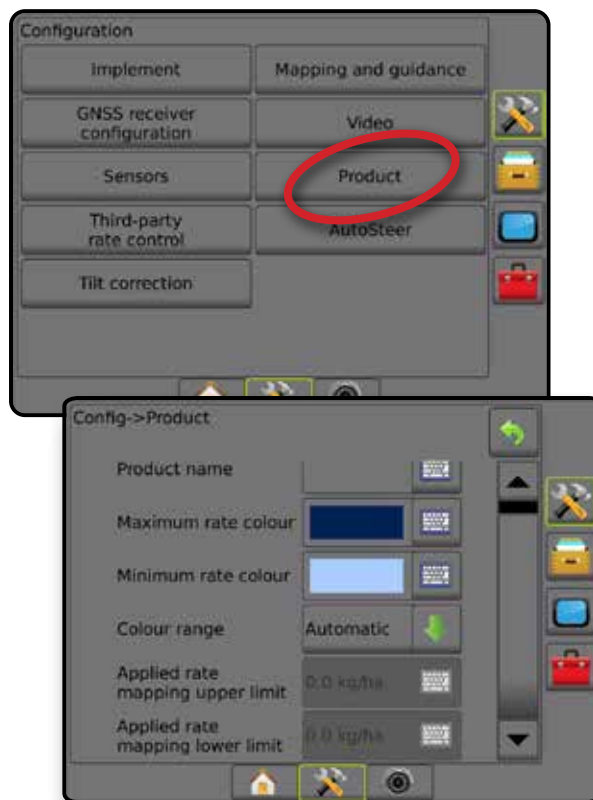 Configuration
Implement
Mapping and guidance
GNSS receiver
configuration
Video
Sensors
Product
Third-party
rate control
AutoSteer
Tilt correction
Config->Product
Product name
Maximum rate colour
Minimum rate colour
Colour range
Automatic
Applied rate
mapping upper limit
0.0 kg/ha
Applied rate
mapping lower limit
0.0 kg/ha